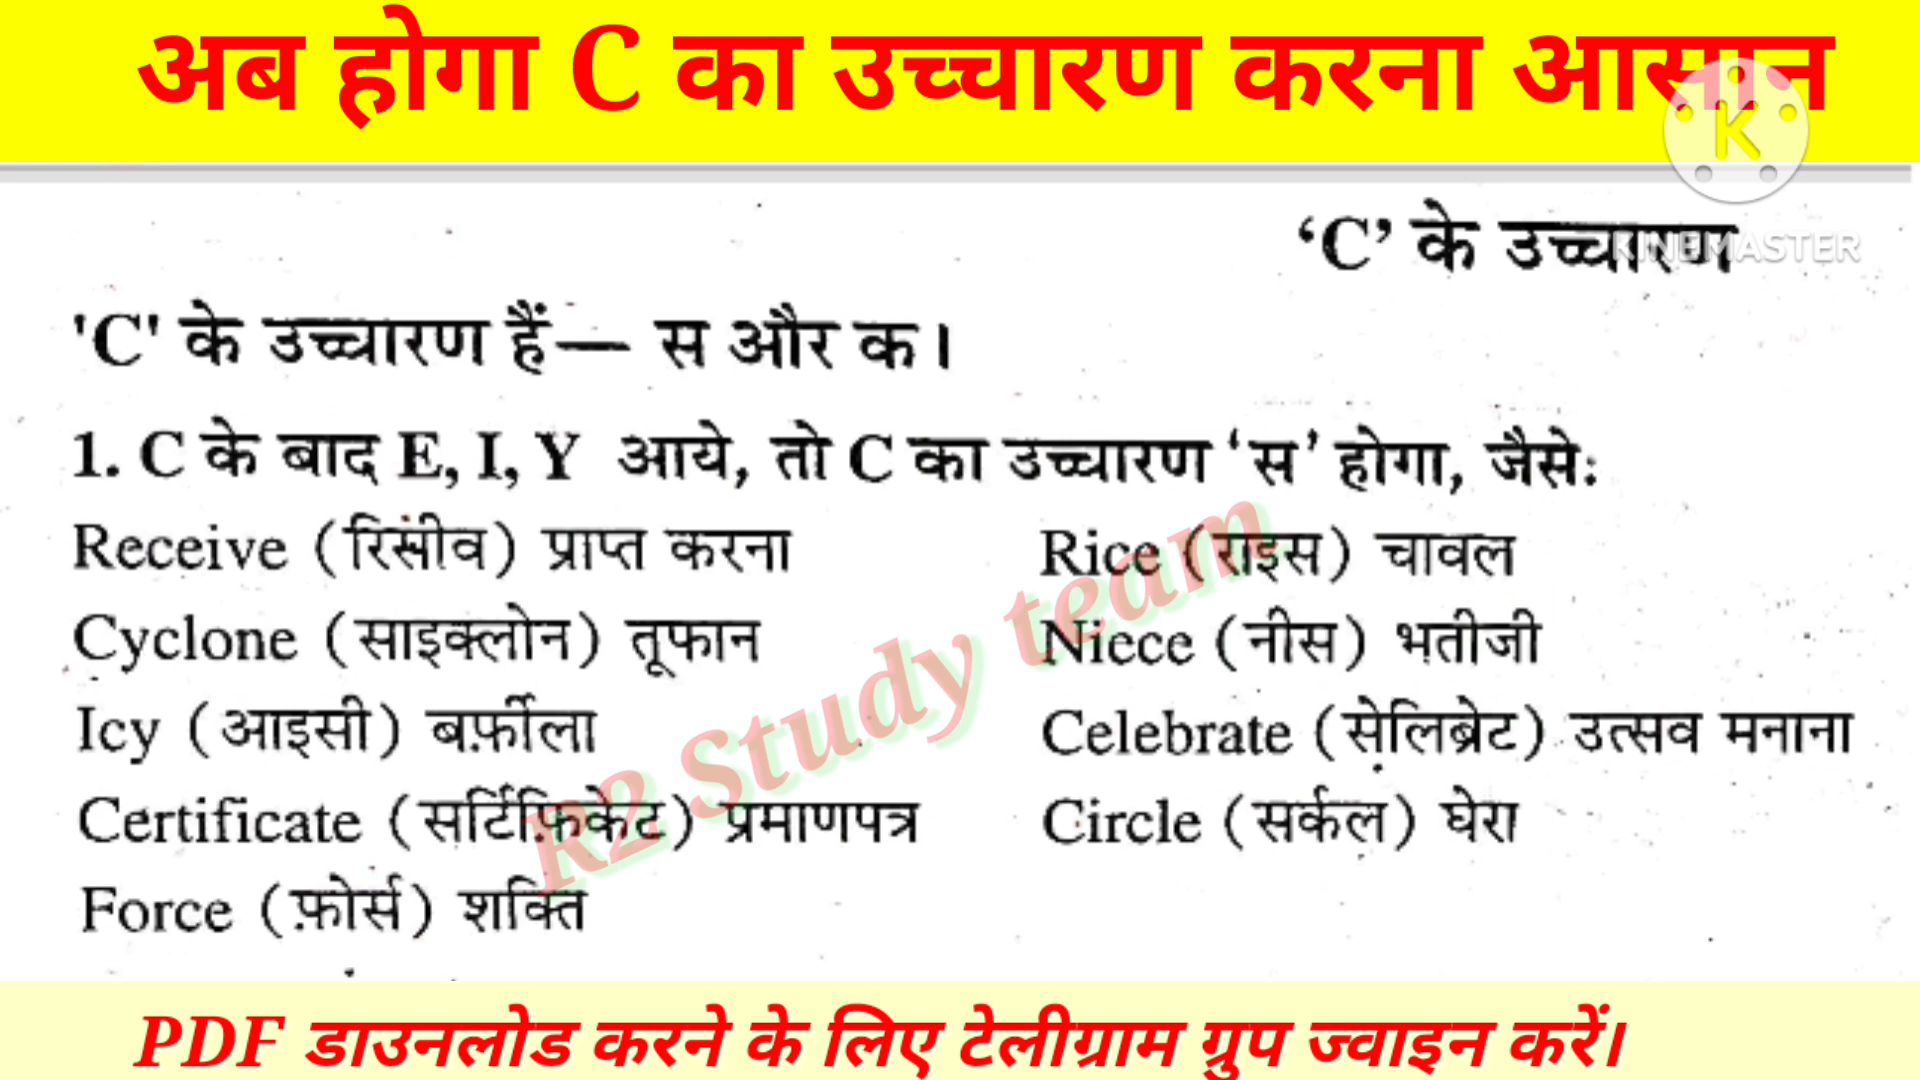 अब होगा C का उच्चारण करना आसान
K
KINEMASTER
‘C’ के उच्चारण
'C' के उच्चारण हैं— स और क।
1. C के बाद E, I, Y आये, तो C का उच्चारण ‘स’ होगा, जैसे:
Receive (रिसीव) प्राप्त करना Rice (राइस) चावल
Cyclone (साइक्लोन) तूफान Niece (नीस) भतीजी
Icy (आइसी) बर्फ़ीला Celebrate (सेलिब्रेट) उत्सव मनाना
Certificate (सर्टिफ़िकेट) प्रमाणपत्र Circle (सर्कल) घेरा
Force (फ़ोर्स) शक्ति
R2 Study team
PDF डाउनलोड करने के लिए टेलीग्राम ग्रुप ज्वाइन करें।